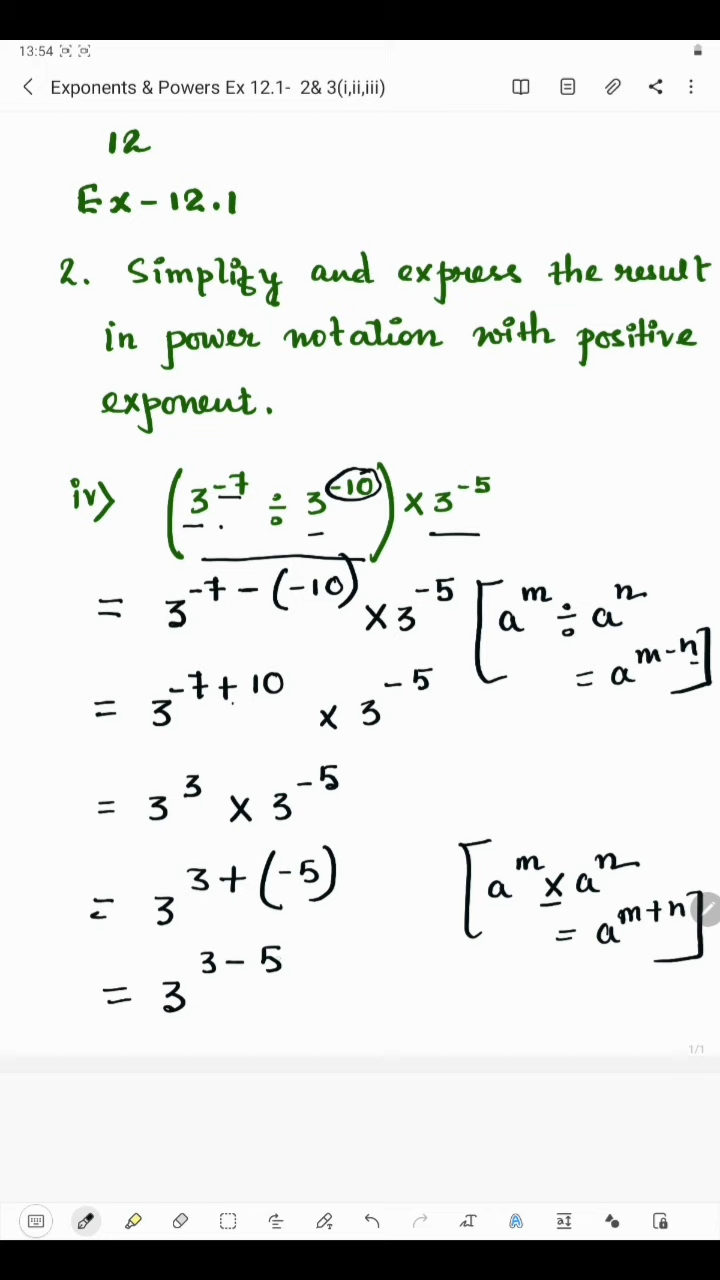 13:54
Exponents & Powers Ex 12.1- 2& 3(i,ii,iii)
12
Ex - 12.1
2. Simplify and express the result
in power notation with positive
exponent.
iv) (3^-7 ÷ 3^-10) × 3^-5
= 3^-7-(-10) × 3^-5 [a^m ÷ a^n
= a^m-n]
= 3^-7+10 × 3^-5
= 3^3 × 3^-5
= 3^3+(-5) [a^m × a^n
= a^m+n]
= 3^3-5
1/1